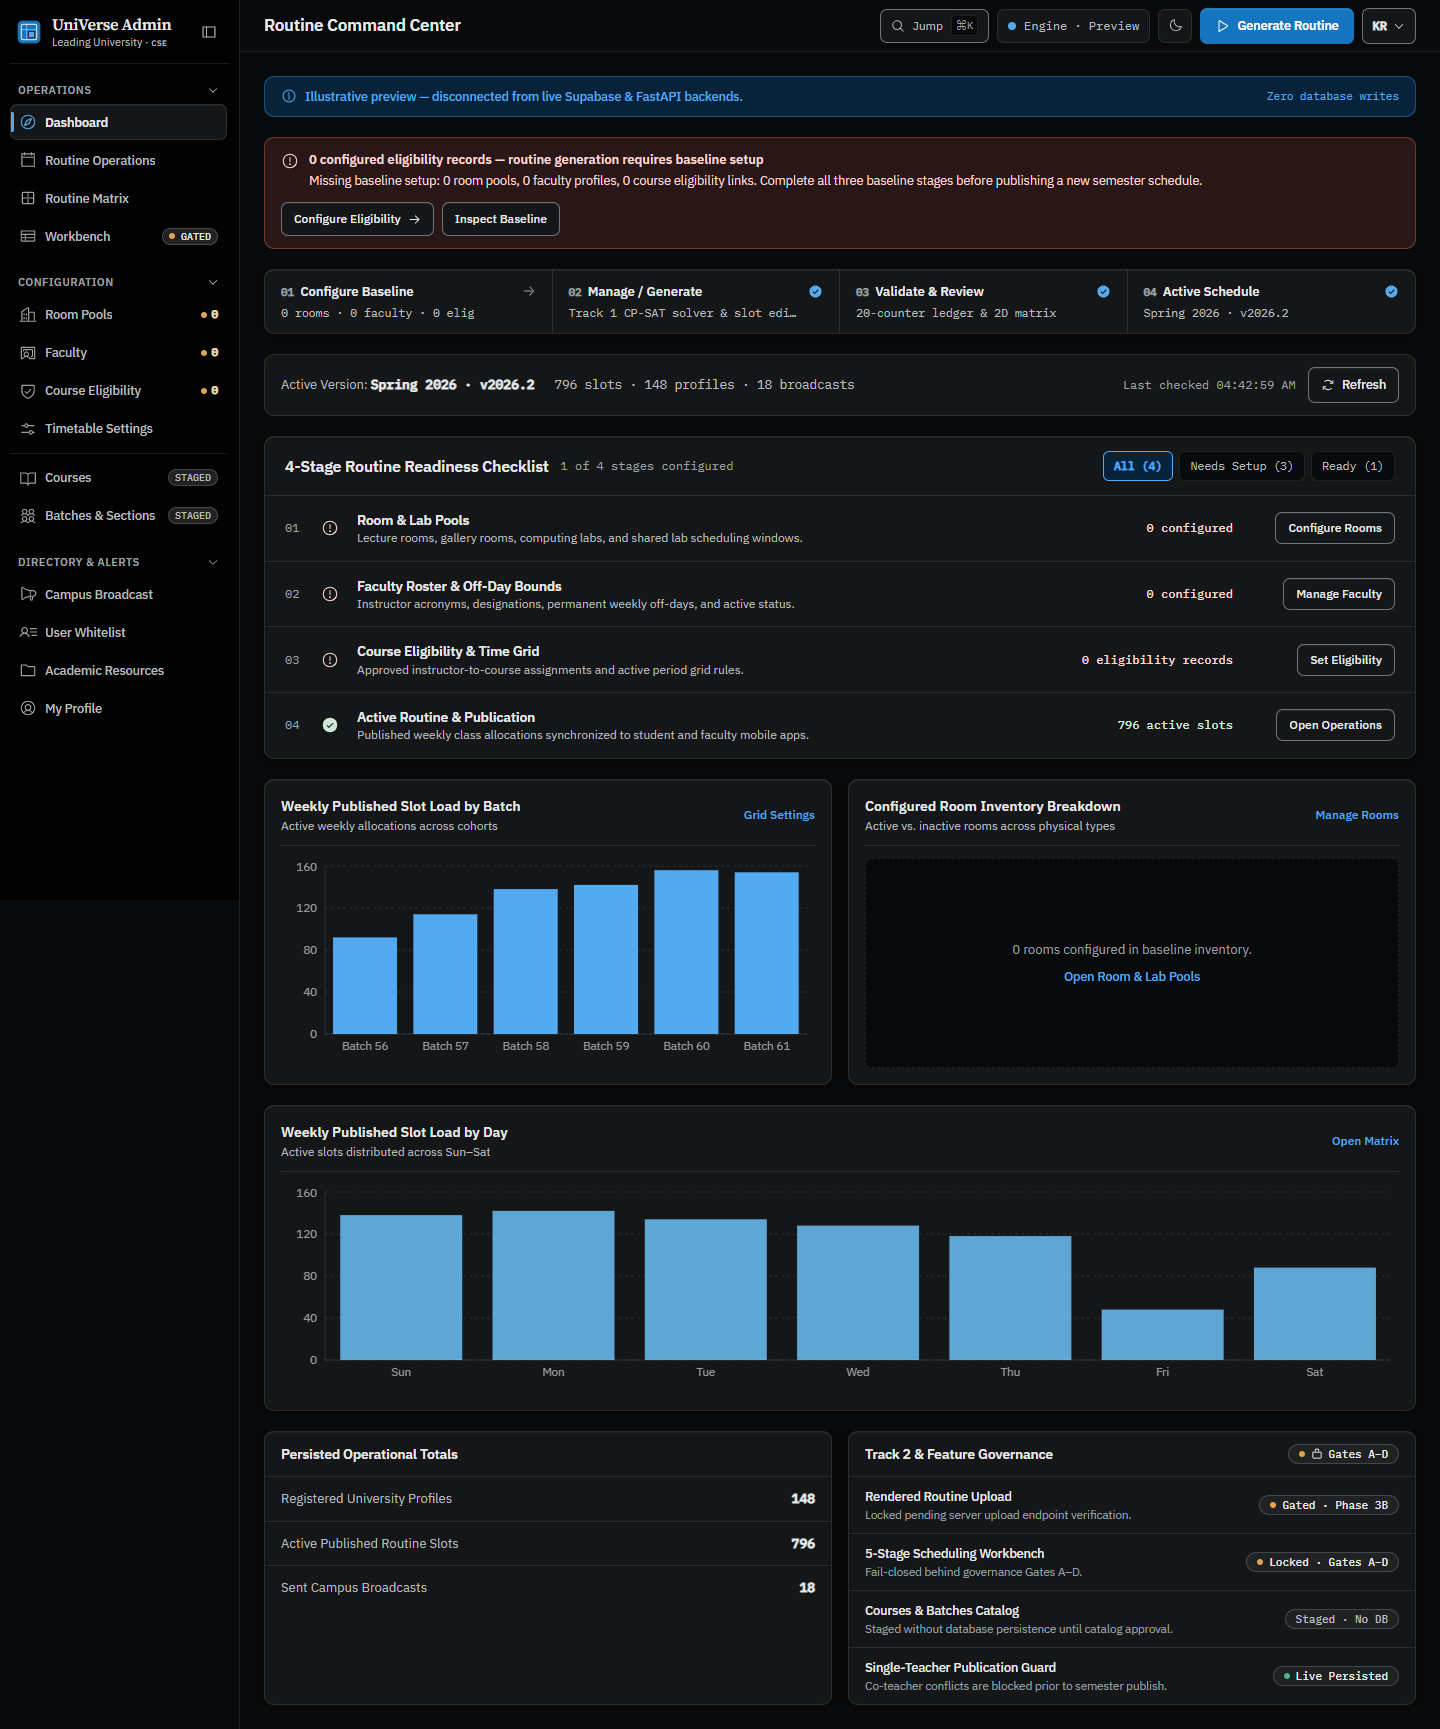 UniVerse Admin
Leading University · CSE
OPERATIONS
Dashboard
Routine Operations
Routine Matrix
Workbench
GATED
CONFIGURATION
Room Pools
0
Faculty
0
Course Eligibility
0
Timetable Settings
Courses
STAGED
Batches & Sections
STAGED
DIRECTORY & ALERTS
Campus Broadcast
User Whitelist
Academic Resources
My Profile
Routine Command Center
Jump ⌘K
Engine · Preview
Generate Routine
KR
Illustrative preview — disconnected from live Supabase & FastAPI backends.
Zero database writes
0 configured eligibility records — routine generation requires baseline setup
Missing baseline setup: 0 room pools, 0 faculty profiles, 0 course eligibility links. Complete all three baseline stages before publishing a new semester schedule.
Configure Eligibility →
Inspect Baseline
01 Configure Baseline →
0 rooms · 0 faculty · 0 elig
02 Manage / Generate
Track 1 CP-SAT solver & slot edi…
03 Validate & Review
20-counter ledger & 2D matrix
04 Active Schedule
Spring 2026 · v2026.2
Active Version: Spring 2026 · v2026.2
796 slots · 148 profiles · 18 broadcasts
Last checked 04:42:59 AM
Refresh
4-Stage Routine Readiness Checklist
1 of 4 stages configured
All (4)
Needs Setup (3)
Ready (1)
01
Room & Lab Pools
Lecture rooms, gallery rooms, computing labs, and shared lab scheduling windows.
0 configured
Configure Rooms
02
Faculty Roster & Off-Day Bounds
Instructor acronyms, designations, permanent weekly off-days, and active status.
0 configured
Manage Faculty
03
Course Eligibility & Time Grid
Approved instructor-to-course assignments and active period grid rules.
0 eligibility records
Set Eligibility
04
Active Routine & Publication
Published weekly class allocations synchronized to student and faculty mobile apps.
796 active slots
Open Operations
Weekly Published Slot Load by Batch
Active weekly allocations across cohorts
Grid Settings
160
120
80
40
0
Batch 56
Batch 57
Batch 58
Batch 59
Batch 60
Batch 61
Configured Room Inventory Breakdown
Active vs. inactive rooms across physical types
Manage Rooms
0 rooms configured in baseline inventory.
Open Room & Lab Pools
Weekly Published Slot Load by Day
Active slots distributed across Sun–Sat
Open Matrix
160
120
80
40
0
Sun
Mon
Tue
Wed
Thu
Fri
Sat
Persisted Operational Totals
Registered University Profiles
148
Active Published Routine Slots
796
Sent Campus Broadcasts
18
Track 2 & Feature Governance
Gates A–D
Rendered Routine Upload
Locked pending server upload endpoint verification.
Gated · Phase 3B
5-Stage Scheduling Workbench
Fail-closed behind governance Gates A–D.
Locked · Gates A–D
Courses & Batches Catalog
Staged without database persistence until catalog approval.
Staged · No DB
Single-Teacher Publication Guard
Co-teacher conflicts are blocked prior to semester publish.
Live Persisted